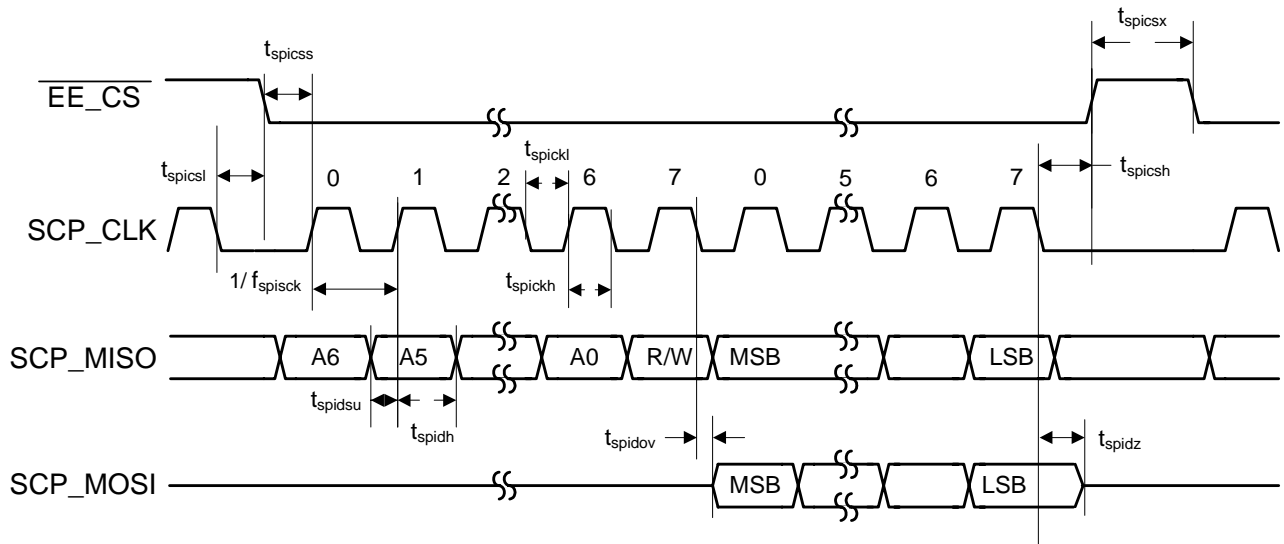 t_spicss
t_spicsx
EE_CS
t_spicsl
t_spickl
t_spicsh
0 1 2 6 7 0 5 6 7
SCP_CLK
1/ f_spisck
t_spickh
SCP_MISO
A6 A5 A0 R/W MSB LSB
t_spidsu
t_spidh
t_spidov
t_spidz
SCP_MOSI
MSB LSB